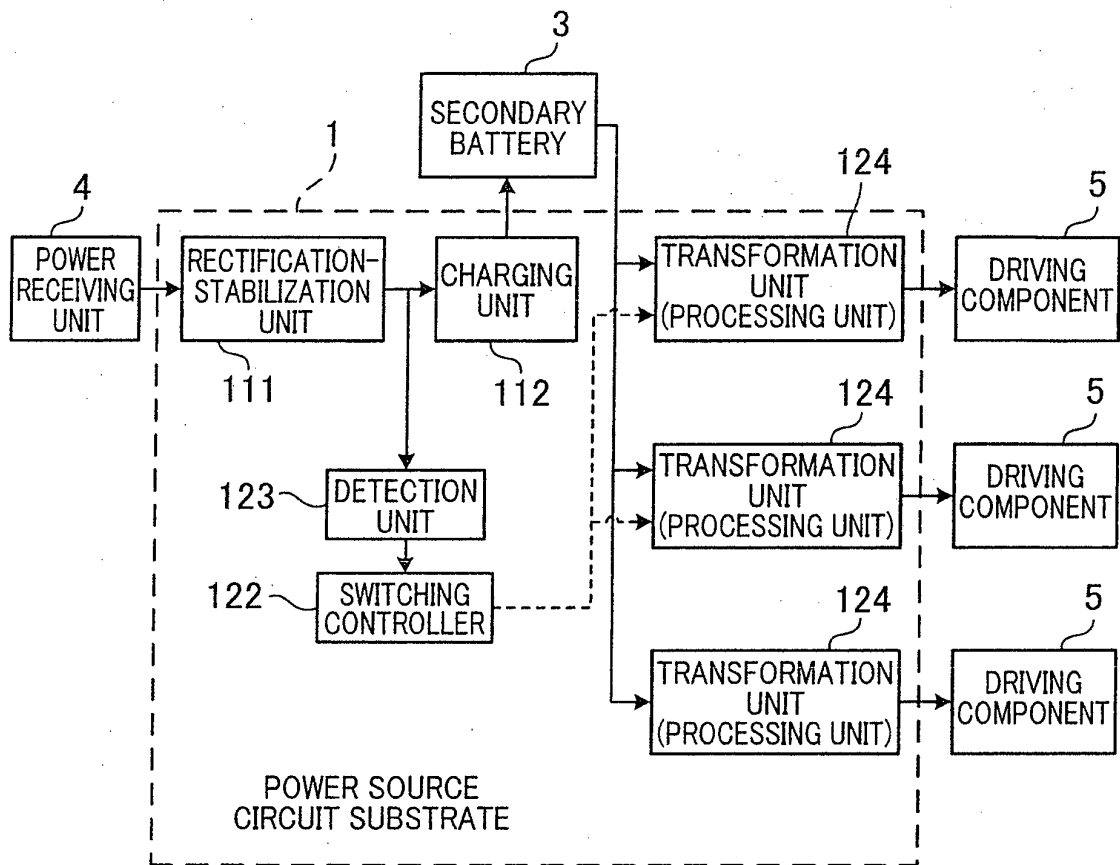 3
SECONDARY
BATTERY
1
4
POWER
RECEIVING
UNIT
RECTIFICATION-
STABILIZATION
UNIT
111
CHARGING
UNIT
112
124
TRANSFORMATION
UNIT
(PROCESSING UNIT)
5
DRIVING
COMPONENT
123
DETECTION
UNIT
124
TRANSFORMATION
UNIT
(PROCESSING UNIT)
5
DRIVING
COMPONENT
122
SWITCHING
CONTROLLER
124
TRANSFORMATION
UNIT
(PROCESSING UNIT)
5
DRIVING
COMPONENT
POWER SOURCE
CIRCUIT SUBSTRATE